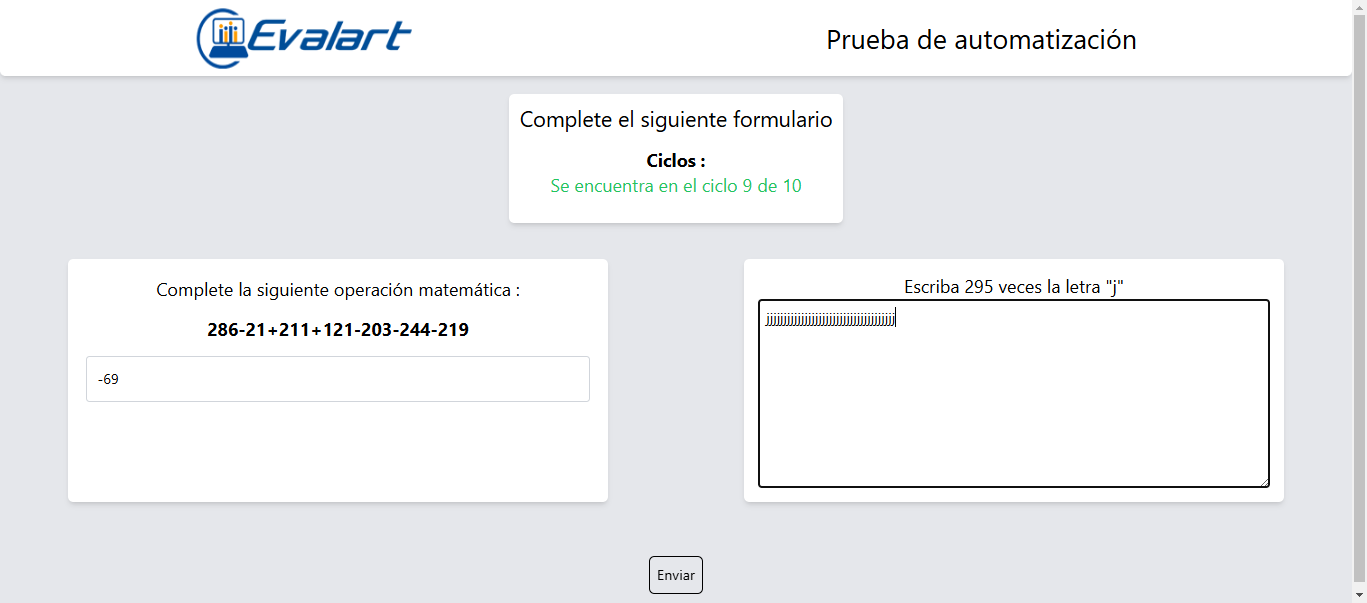 Evalart
Prueba de automatización
Complete el siguiente formulario
Ciclos :
Se encuentra en el ciclo 9 de 10
Complete la siguiente operación matemática :
286-21+211+121-203-244-219
-69
Escriba 295 veces la letra "j"
Enviar